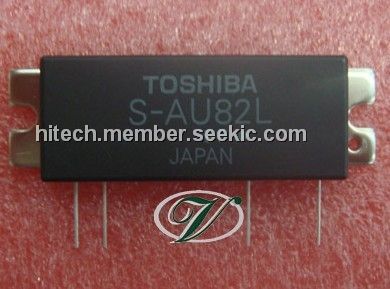 TOSHIBA
S-AU82L
hitech.member.seekic.com
JAPAN
V